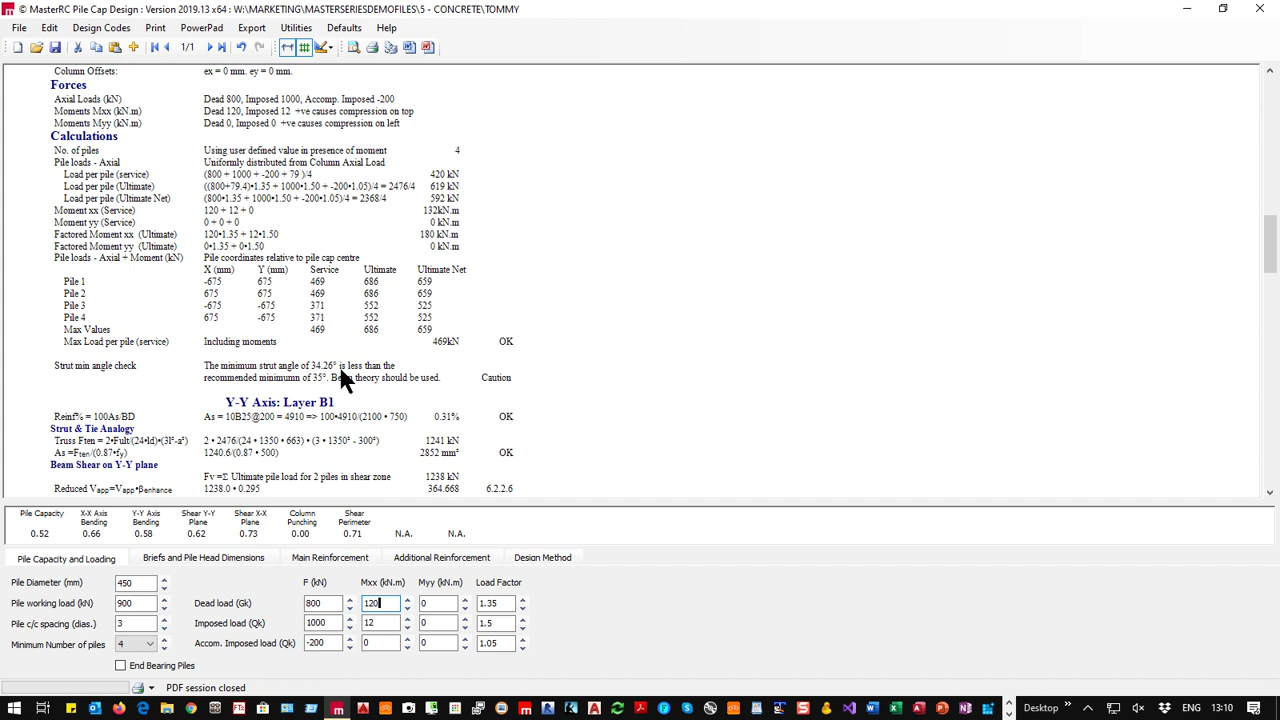 © MasterRC Pile Cap Design : Version 2019.13 x64 : W:\MARKETING\MASTERSERIESDEMOFILES\5 - CONCRETE\TOMMY
File Edit Design Codes Print PowerPad Export Utilities Defaults Help
1/1
Column Offsets: ex = 0 mm. ey = 0 mm.
Forces
Axial Loads (kN) Dead 800, Imposed 1000, Accomp. Imposed -200
Moments Mxx (kN.m) Dead 120, Imposed 12 +ve causes compression on top
Moments Myy (kN.m) Dead 0, Imposed 0 +ve causes compression on left
Calculations
No. of piles Using user defined value in presence of moment 4
Pile loads - Axial Uniformly distributed from Column Axial Load
Load per pile (service) (800 + 1000 + -200 + 79 )/4 420 kN
Load per pile (Ultimate) ((800+79.4)•1.35 + 1000•1.50 + -200•1.05)/4 = 2476/4 619 kN
Load per pile (Ultimate Net) (800•1.35 + 1000•1.50 + -200•1.05)/4 = 2368/4 592 kN
Moment xx (Service) 120 + 12 + 0 132kN.m
Moment yy (Service) 0 + 0 + 0 0 kN.m
Factored Moment xx (Ultimate) 120•1.35 + 12•1.50 180 kN.m
Factored Moment yy (Ultimate) 0•1.35 + 0•1.50 0 kN.m
Pile loads - Axial + Moment (kN) Pile coordinates relative to pile cap centre
X (mm) Y (mm) Service Ultimate Ultimate Net
Pile 1 -675 675 469 686 659
Pile 2 675 675 469 686 659
Pile 3 -675 -675 371 552 525
Pile 4 675 -675 371 552 525
Max Values 469 686 659
Max Load per pile (service) Including moments 469kN OK
Strut min angle check The minimum strut angle of 34.26° is less than the
recommended minimumn of 35°. Beam theory should be used. Caution
Y-Y Axis: Layer B1
Reinf% = 100As/BD As = 10B25@200 = 4910 => 100•4910/(2100 • 750) 0.31% OK
Strut & Tie Analogy
Truss Ften = 2•Fult/(24•ld)•(3l²-a²) 2 • 2476/(24 • 1350 • 663) • (3 • 1350² - 300²) 1241 kN
As =Ften/(0.87•fy) 1240.6/(0.87 • 500) 2852 mm² OK
Beam Shear on Y-Y plane
Fv =Σ Ultimate pile load for 2 piles in shear zone 1238 kN
Reduced Vapp=Vapp•βenhance 1238.0 • 0.295 364.668 6.2.2.6
Pile Capacity X-X Axis Bending Y-Y Axis Bending Shear Y-Y Plane Shear X-X Plane Column Punching Shear Perimeter
0.52 0.66 0.58 0.62 0.73 0.00 0.71 N.A. N.A.
Pile Capacity and Loading Briefs and Pile Head Dimensions Main Reinforcement Additional Reinforcement Design Method
Pile Diameter (mm) 450 F (kN) Mxx (kN.m) Myy (kN.m) Load Factor
Pile working load (kN) 900 Dead load (Gk) 800 120 0 1.35
Pile c/c spacing (dias.) 3 Imposed load (Qk) 1000 12 0 1.5
Minimum Number of piles 4 Accom. Imposed load (Qk) -200 0 0 1.05
End Bearing Piles
PDF session closed
Desktop ENG 13:10